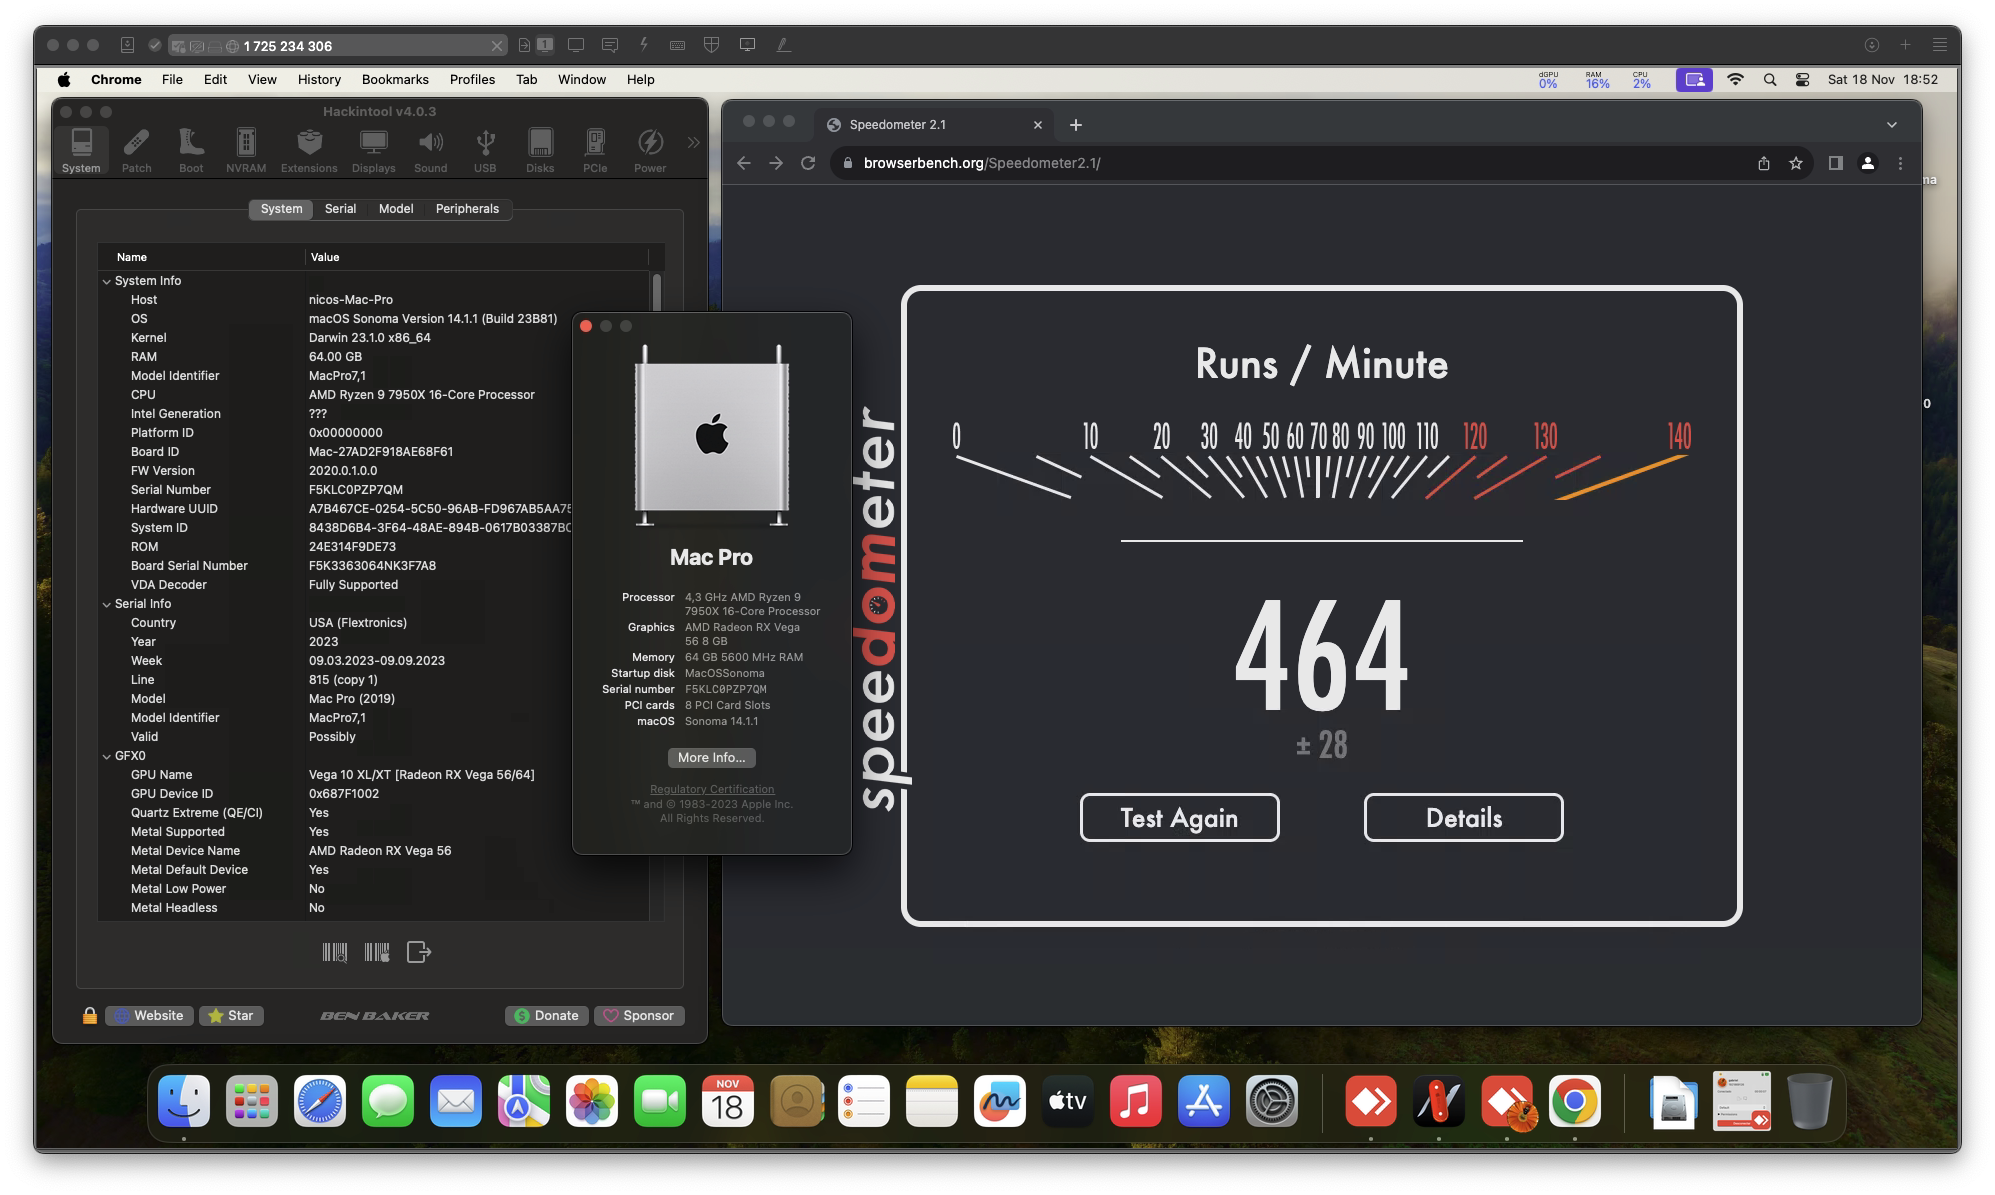 1 725 234 306
1
Chrome File Edit View History Bookmarks Profiles Tab Window Help
dGPU 0% RAM 16% CPU 2% Sat 18 Nov 18:52
Hackintool v4.0.3
System Patch Boot NVRAM Extensions Displays Sound USB Disks PCIe Power
System Serial Model Peripherals
Name Value
System Info
Host nicos-Mac-Pro
OS macOS Sonoma Version 14.1.1 (Build 23B81)
Kernel Darwin 23.1.0 x86_64
RAM 64.00 GB
Model Identifier MacPro7,1
CPU AMD Ryzen 9 7950X 16-Core Processor
Intel Generation ???
Platform ID 0x00000000
Board ID Mac-27AD2F918AE68F61
FW Version 2020.0.1.0.0
Serial Number F5KLC0PZP7QM
Hardware UUID A7B467CE-0254-5C50-96AB-FD967AB5AA7
System ID 8438D6B4-3F64-48AE-894B-0617B03387B
ROM 24E314F9DE73
Board Serial Number F5K3363064NK3F7A8
VDA Decoder Fully Supported
Serial Info
Country USA (Flextronics)
Year 2023
Week 09.03.2023-09.09.2023
Line 815 (copy 1)
Model Mac Pro (2019)
Model Identifier MacPro7,1
Valid Possibly
GFX0
GPU Name Vega 10 XL/XT [Radeon RX Vega 56/64]
GPU Device ID 0x687F1002
Quartz Extreme (QE/CI) Yes
Metal Supported Yes
Metal Device Name AMD Radeon RX Vega 56
Metal Default Device Yes
Metal Low Power No
Metal Headless No
Website Star BEN BAKER Donate Sponsor
Mac Pro
Processor 4,3 GHz AMD Ryzen 9
7950X 16-Core Processor
Graphics AMD Radeon RX Vega
56 8 GB
Memory 64 GB 5600 MHz RAM
Startup disk MacOSSonoma
Serial number F5KLC0PZP7QM
PCI cards 8 PCI Card Slots
macOS Sonoma 14.1.1
More Info...
Regulatory Certification
™ and © 1983-2023 Apple Inc.
All Rights Reserved.
Speedometer 2.1
browserbench.org/Speedometer2.1/
speedometer
Runs / Minute
0 10 20 30 40 50 60 70 80 90 100 110 120 130 140
464
± 28
Test Again Details
na
0
NOV
18
tv